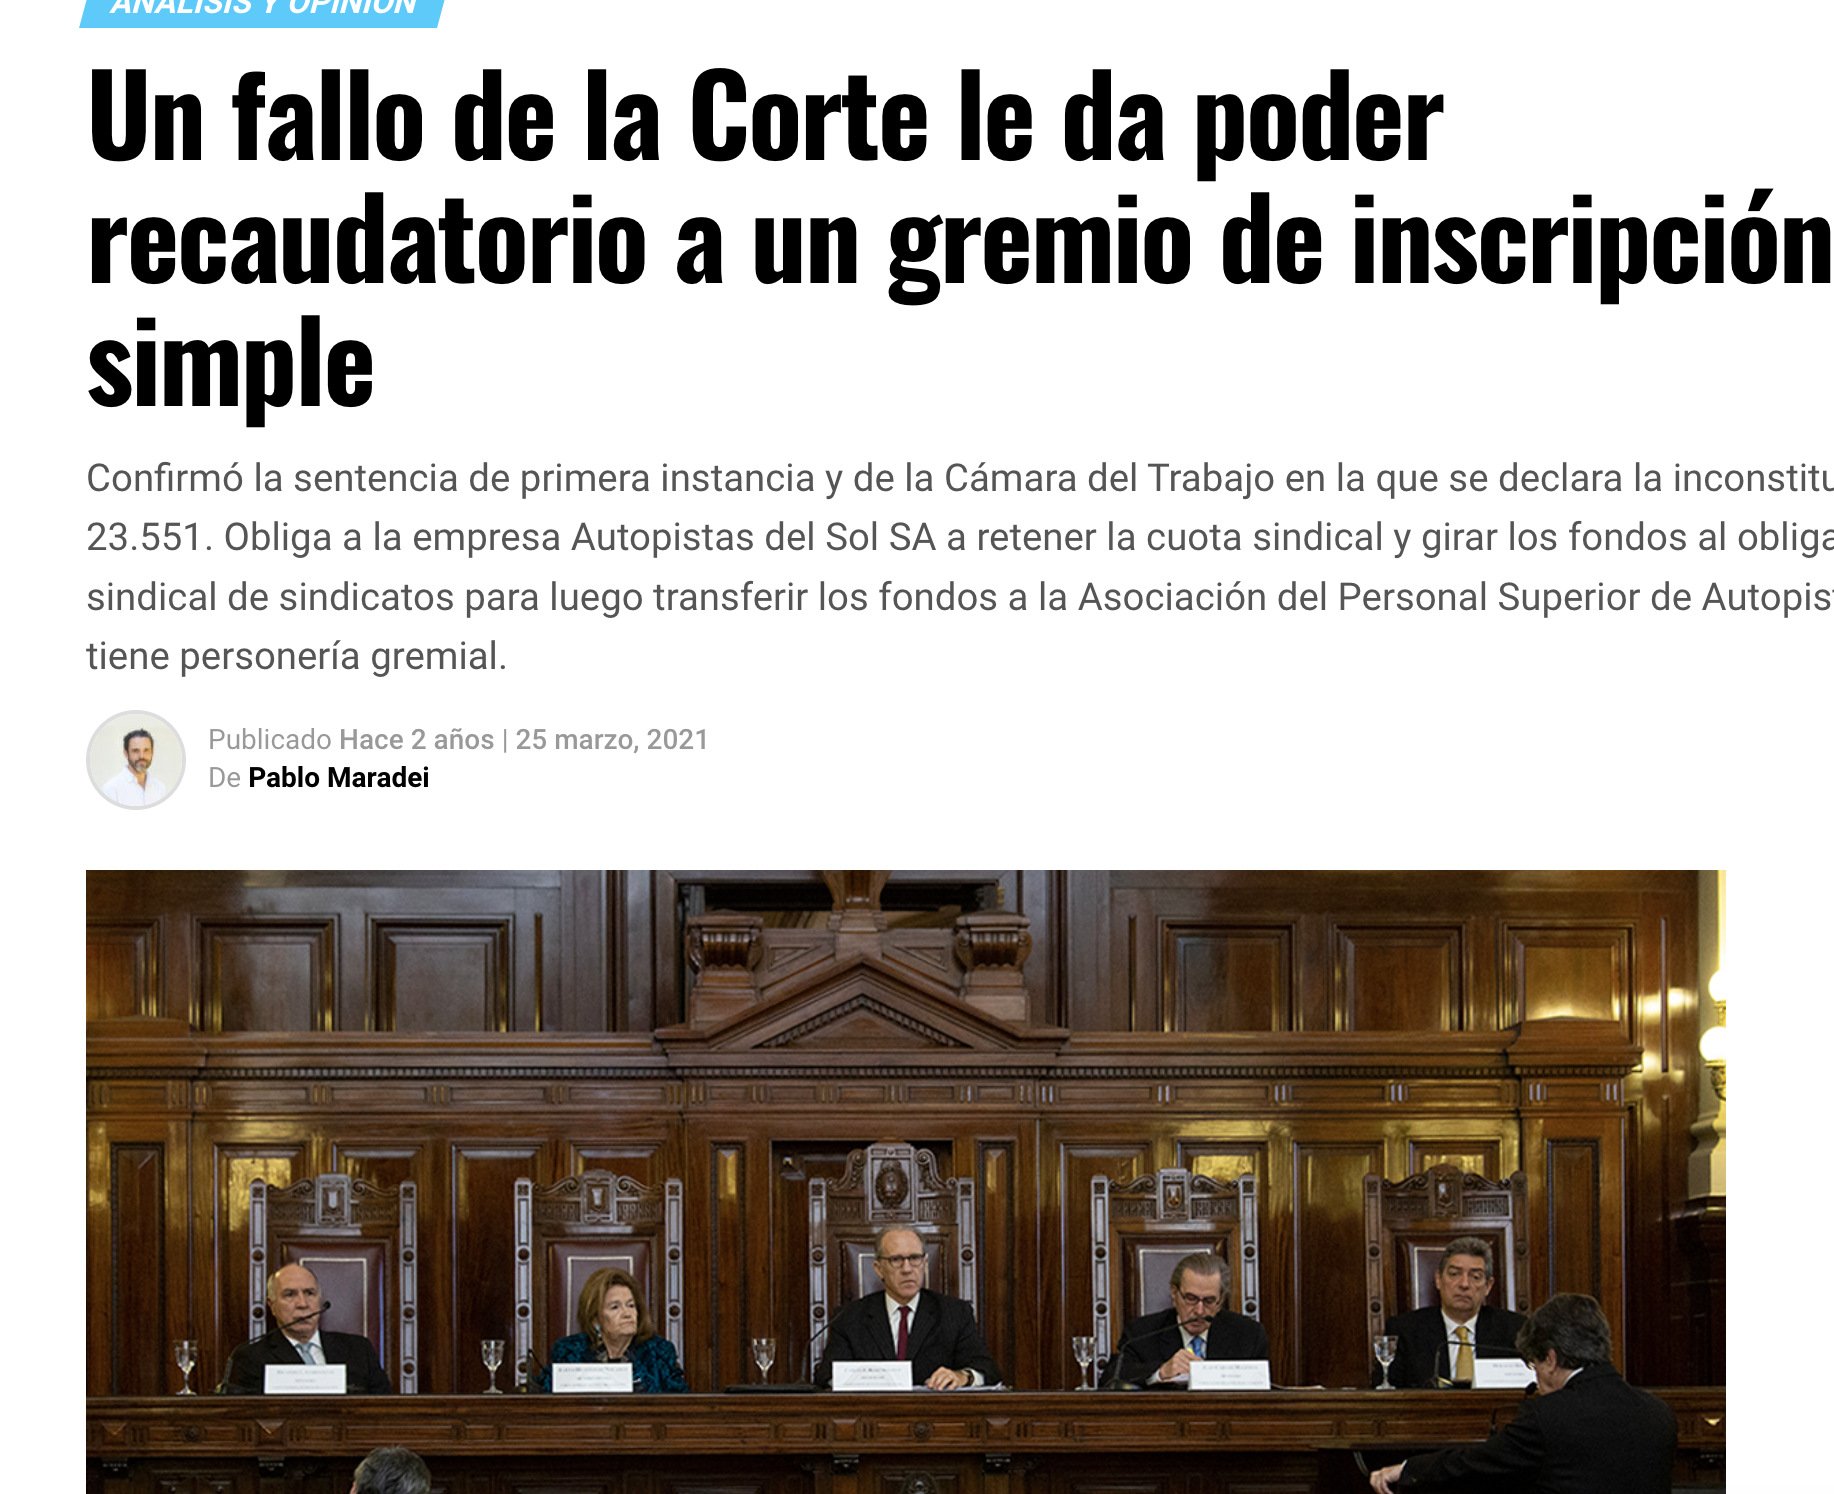 ANÁLISIS Y OPINIÓN
Un fallo de la Corte le da poder
recaudatorio a un gremio de inscripción
simple
Confirmó la sentencia de primera instancia y de la Cámara del Trabajo en la que se declara la inconstitu
23.551. Obliga a la empresa Autopistas del Sol SA a retener la cuota sindical y girar los fondos al obliga
sindical de sindicatos para luego transferir los fondos a la Asociación del Personal Superior de Autopis
tiene personería gremial.
Publicado Hace 2 años | 25 marzo, 2021
De Pablo Maradei